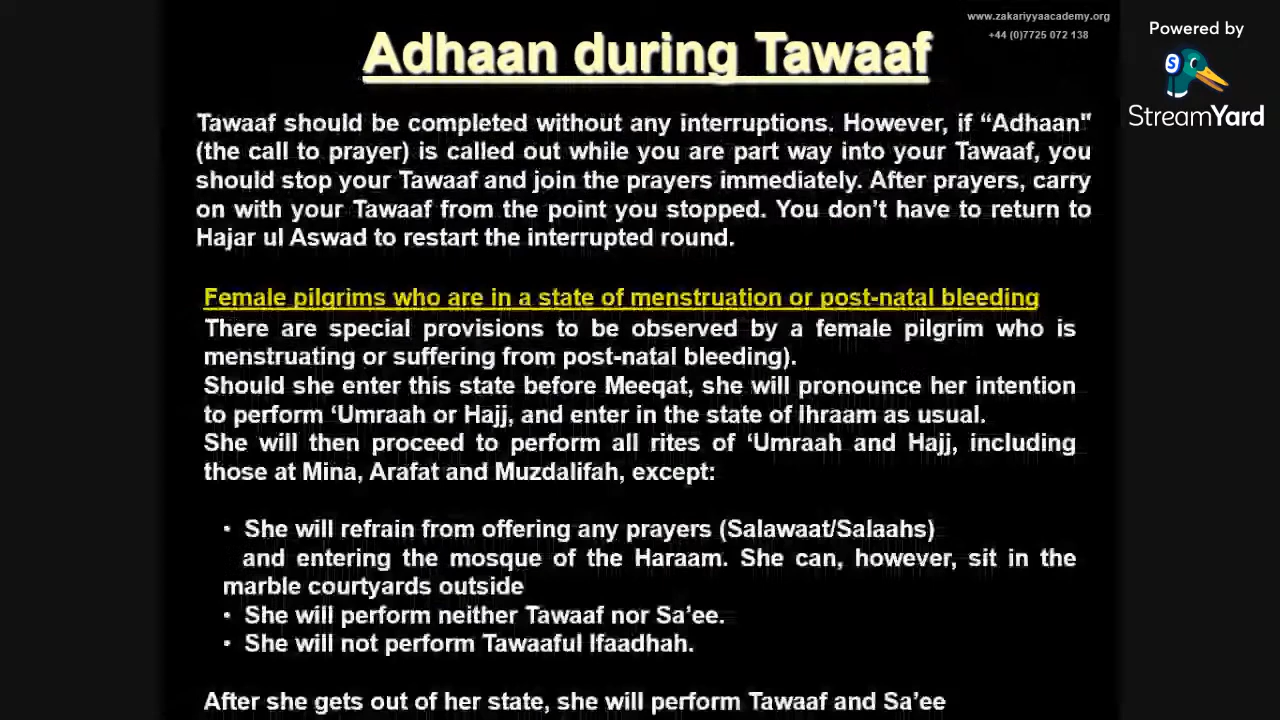 www.zakariyyaacademy.org
+44 (0)7725 072 138
Powered by
StreamYard
Adhaan during Tawaaf
Tawaaf should be completed without any interruptions. However, if “Adhaan"
(the call to prayer) is called out while you are part way into your Tawaaf, you
should stop your Tawaaf and join the prayers immediately. After prayers, carry
on with your Tawaaf from the point you stopped. You don’t have to return to
Hajar ul Aswad to restart the interrupted round.
Female pilgrims who are in a state of menstruation or post-natal bleeding
There are special provisions to be observed by a female pilgrim who is
menstruating or suffering from post-natal bleeding).
Should she enter this state before Meeqat, she will pronounce her intention
to perform ‘Umraah or Hajj, and enter in the state of Ihraam as usual.
She will then proceed to perform all rites of ‘Umraah and Hajj, including
those at Mina, Arafat and Muzdalifah, except:
• She will refrain from offering any prayers (Salawaat/Salaahs)
and entering the mosque of the Haraam. She can, however, sit in the
marble courtyards outside
• She will perform neither Tawaaf nor Sa’ee.
• She will not perform Tawaaful Ifaadhah.
After she gets out of her state, she will perform Tawaaf and Sa’ee